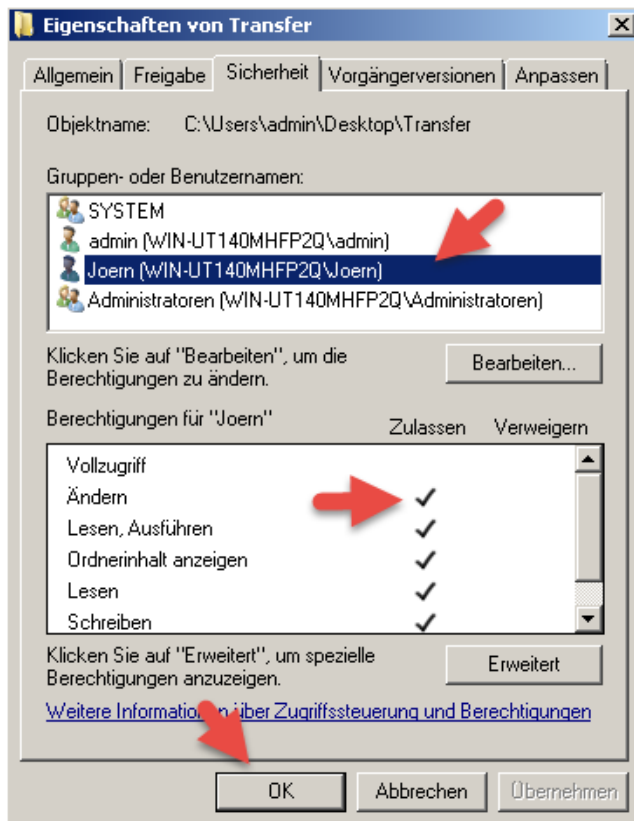 Eigenschaften von Transfer
Allgemein Freigabe Sicherheit Vorgängerversionen Anpassen
Objektname: C:\Users\admin\Desktop\Transfer
Gruppen- oder Benutzernamen:
SYSTEM
admin (WIN-UT140MHFP2Q\admin)
Joern (WIN-UT140MHFP2Q\Joern)
Administratoren (WIN-UT140MHFP2Q\Administratoren)
Klicken Sie auf "Bearbeiten", um die
Berechtigungen zu ändern.
Bearbeiten...
Berechtigungen für "Joern" Zulassen Verweigern
Vollzugriff
Ändern
Lesen, Ausführen
Ordnerinhalt anzeigen
Lesen
Schreiben
Klicken Sie auf "Erweitert", um spezielle
Berechtigungen anzuzeigen.
Erweitert
Weitere Informationen über Zugriffssteuerung und Berechtigungen
OK Abbrechen Übernehmen